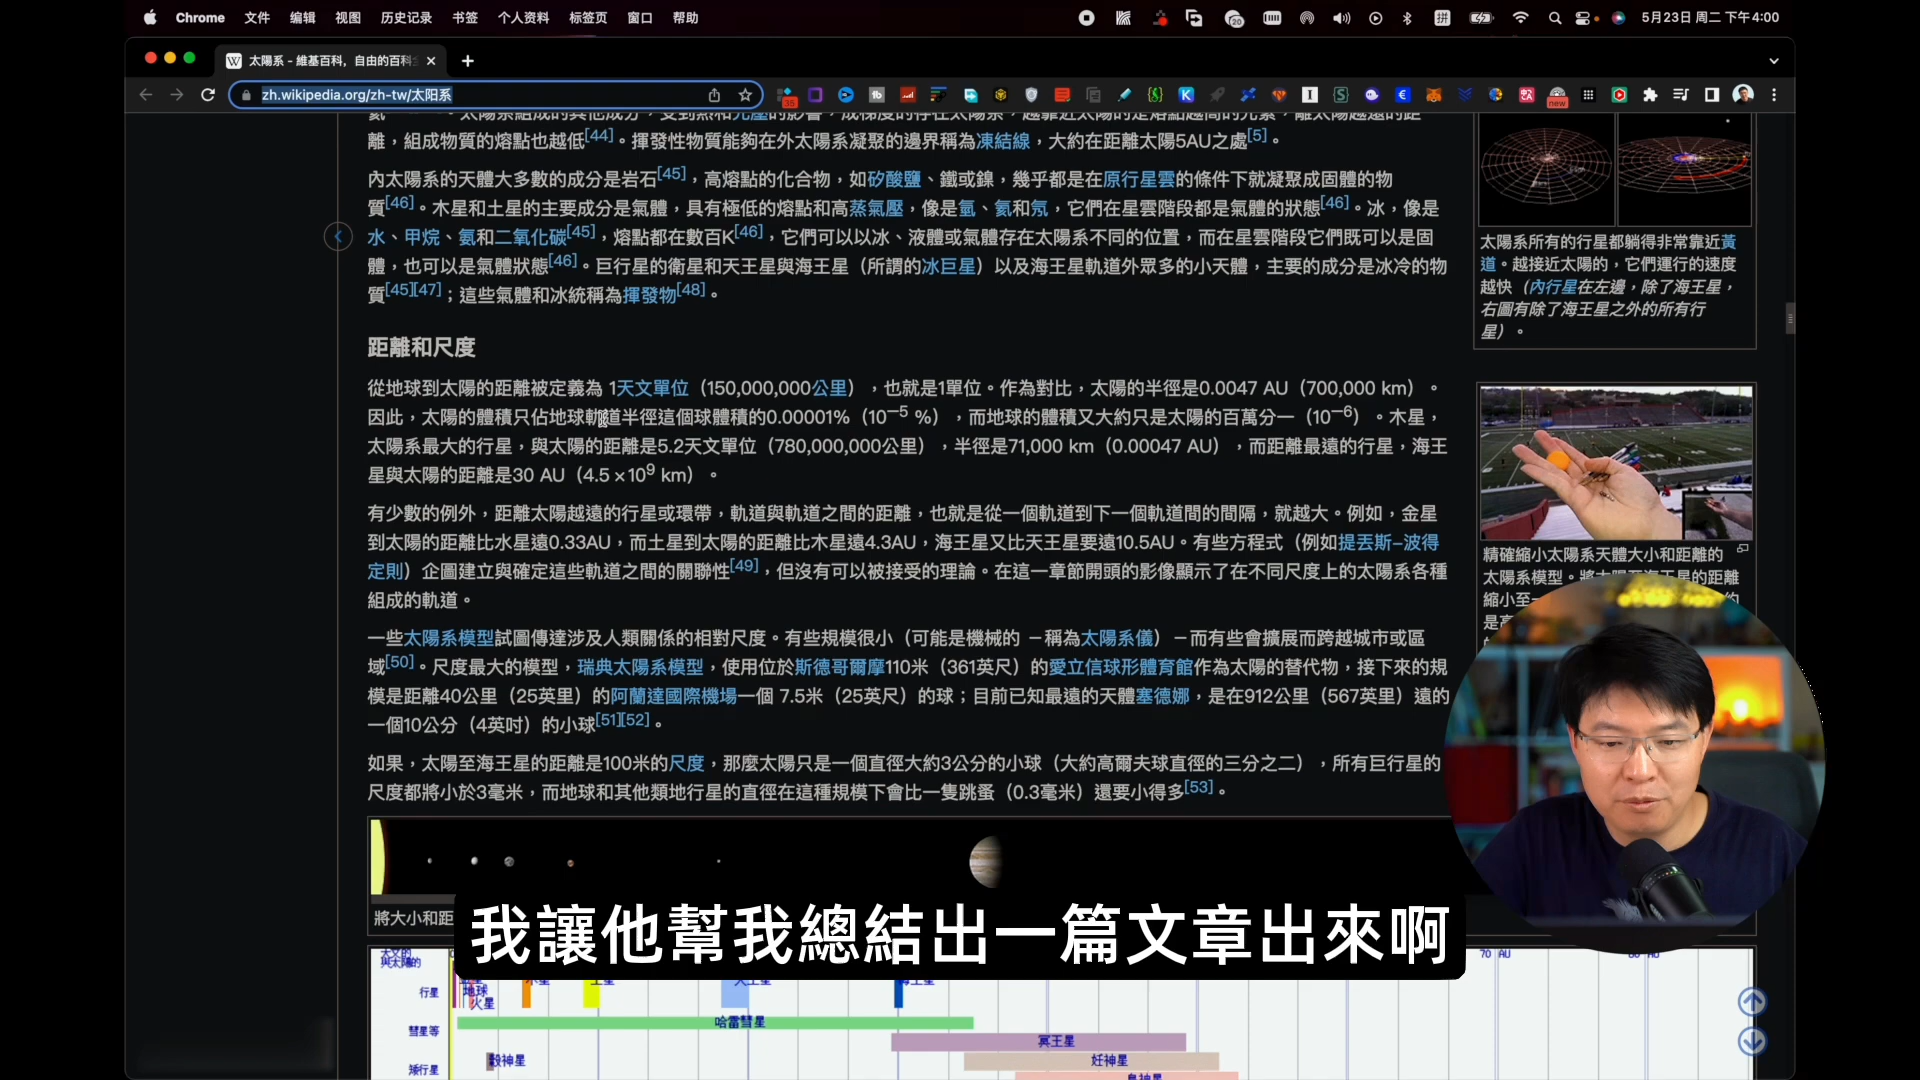 Chrome 文件 编辑 视图 历史记录 书签 个人资料 标签页 窗口 帮助
20
拼
5月23日 周二 下午4:00
W 太陽系 - 維基百科,自由的百科
zh.wikipedia.org/zh-tw/太阳系
35
new
離,組成物質的熔點也越低[44]。揮發性物質能夠在外太陽系凝聚的邊界稱為凍結線,大約在距離太陽5AU之處[5]。
內太陽系的天體大多數的成分是岩石[45],高熔點的化合物,如矽酸鹽、鐵或鎳,幾乎都是在原行星雲的條件下就凝聚成固體的物
質[46]。木星和土星的主要成分是氣體,具有極低的熔點和高蒸氣壓,像是氫、氦和氖,它們在星雲階段都是氣體的狀態[46]。冰,像是
水、甲烷、氨和二氧化碳[45],熔點都在數百K[46],它們可以以冰、液體或氣體存在太陽系不同的位置,而在星雲階段它們既可以是固
體,也可以是氣體狀態[46]。巨行星的衛星和天王星與海王星(所謂的冰巨星)以及海王星軌道外眾多的小天體,主要的成分是冰冷的物
質[45][47];這些氣體和冰統稱為揮發物[48]。
距離和尺度
從地球到太陽的距離被定義為 1天文單位(150,000,000公里),也就是1單位。作為對比,太陽的半徑是0.0047 AU(700,000 km)。
因此,太陽的體積只佔地球軌道半徑這個球體積的0.00001%(10−5 %),而地球的體積又大約只是太陽的百萬分一(10−6)。木星,
太陽系最大的行星,與太陽的距離是5.2天文單位(780,000,000公里),半徑是71,000 km(0.00047 AU),而距離最遠的行星,海王
星與太陽的距離是30 AU(4.5 × 109 km)。
有少數的例外,距離太陽越遠的行星或環帶,軌道與軌道之間的距離,也就是從一個軌道到下一個軌道間的間隔,就越大。例如,金星
到太陽的距離比水星遠0.33AU,而土星到太陽的距離比木星遠4.3AU,海王星又比天王星要遠10.5AU。有些方程式(例如提丟斯-波得
定則)企圖建立與確定這些軌道之間的關聯性[49],但沒有可以被接受的理論。在這一章節開頭的影像顯示了在不同尺度上的太陽系各種
組成的軌道。
一些太陽系模型試圖傳達涉及人類關係的相對尺度。有些規模很小(可能是機械的 –稱為太陽系儀)–而有些會擴展而跨越城市或區
域[50]。尺度最大的模型,瑞典太陽系模型,使用位於斯德哥爾摩110米(361英尺)的愛立信球形體育館作為太陽的替代物,接下來的規
模是距離40公里(25英里)的阿蘭達國際機場一個 7.5米(25英尺)的球;目前已知最遠的天體塞德娜,是在912公里(567英里)遠的
一個10公分(4英吋)的小球[51][52]。
如果,太陽至海王星的距離是100米的尺度,那麼太陽只是一個直徑大約3公分的小球(大約高爾夫球直徑的三分之二),所有巨行星的
尺度都將小於3毫米,而地球和其他類地行星的直徑在這種規模下會比一隻跳蚤(0.3毫米)還要小得多[53]。
太陽系所有的行星都躺得非常靠近黃
道。越接近太陽的,它們運行的速度
越快(內行星在左邊,除了海王星,
右圖有除了海王星之外的所有行
星)。
精確縮小太陽系天體大小和距離的
太陽系模型。將太陽至海王星的距離
縮小至一
將大小和距
我讓他幫我總結出一篇文章出來啊
70 AU
行星
地球
火星
彗星等
哈雷彗星
冥王星
矮行星
穀神星
妊神星